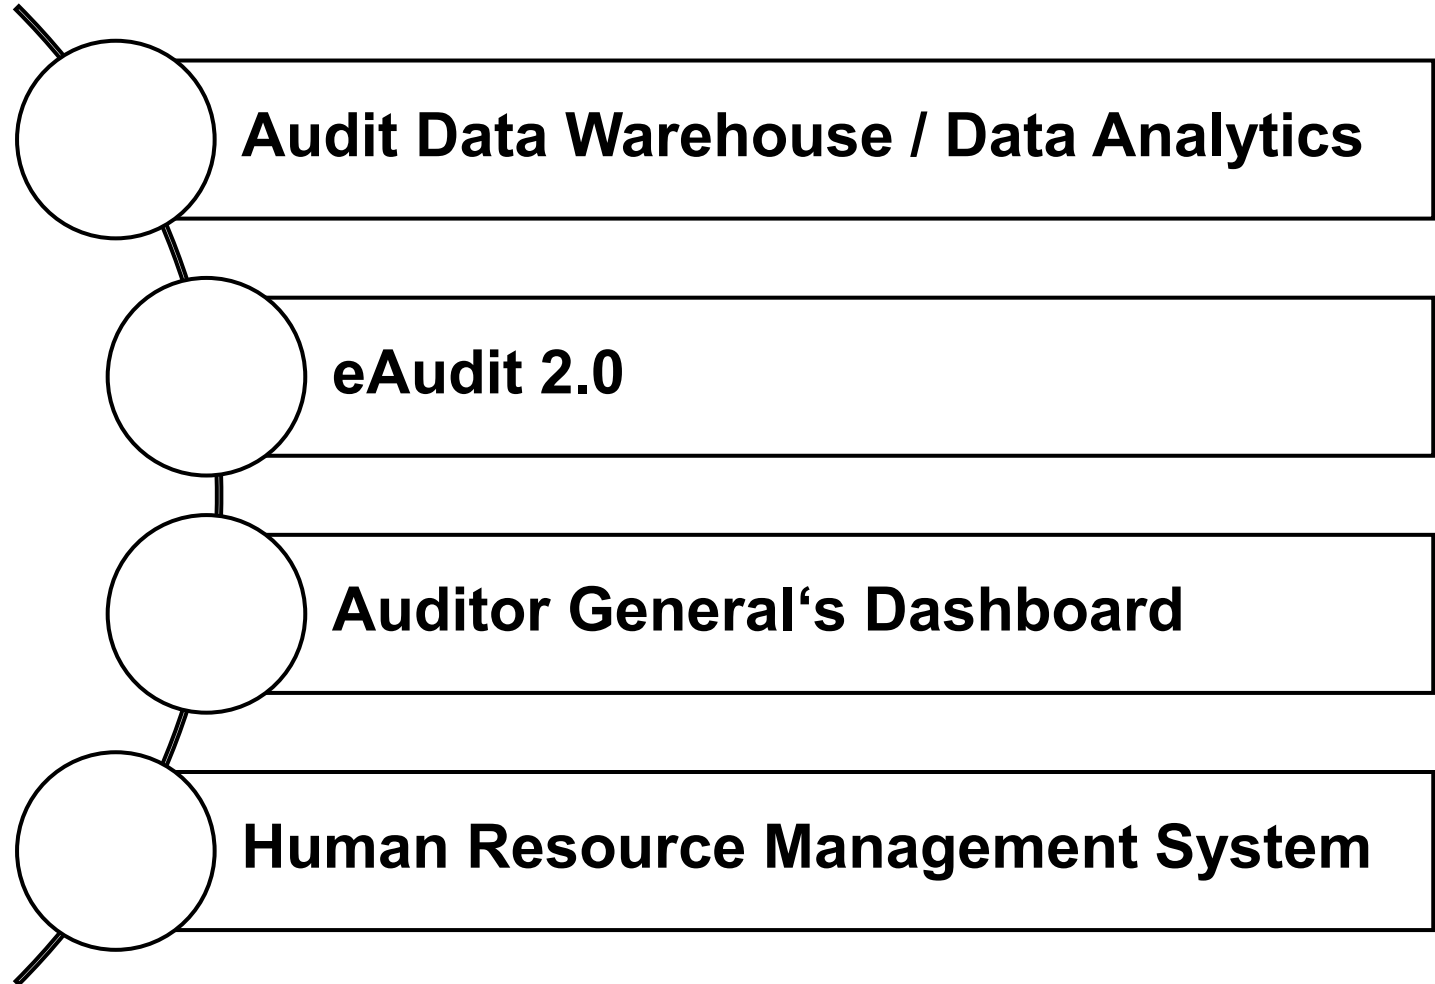 Audit Data Warehouse / Data Analytics
eAudit 2.0
Auditor General‘s Dashboard
Human Resource Management System